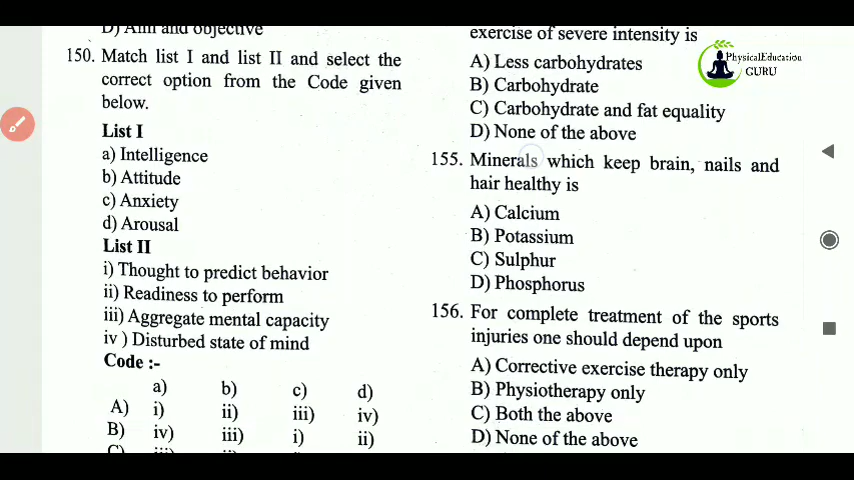 D) Aim and objective
150. Match list I and list II and select the
correct option from the Code given
below.
List I
a) Intelligence
b) Attitude
c) Anxiety
d) Arousal
List II
i) Thought to predict behavior
ii) Readiness to perform
iii) Aggregate mental capacity
iv ) Disturbed state of mind
Code :-
a) b) c) d)
A) i) ii) iii) iv)
B) iv) iii) i) ii)
exercise of severe intensity is
A) Less carbohydrates
B) Carbohydrate
C) Carbohydrate and fat equality
D) None of the above
155. Minerals which keep brain, nails and
hair healthy is
A) Calcium
B) Potassium
C) Sulphur
D) Phosphorus
156. For complete treatment of the sports
injuries one should depend upon
A) Corrective exercise therapy only
B) Physiotherapy only
C) Both the above
D) None of the above
PhysicalEducation
GURU